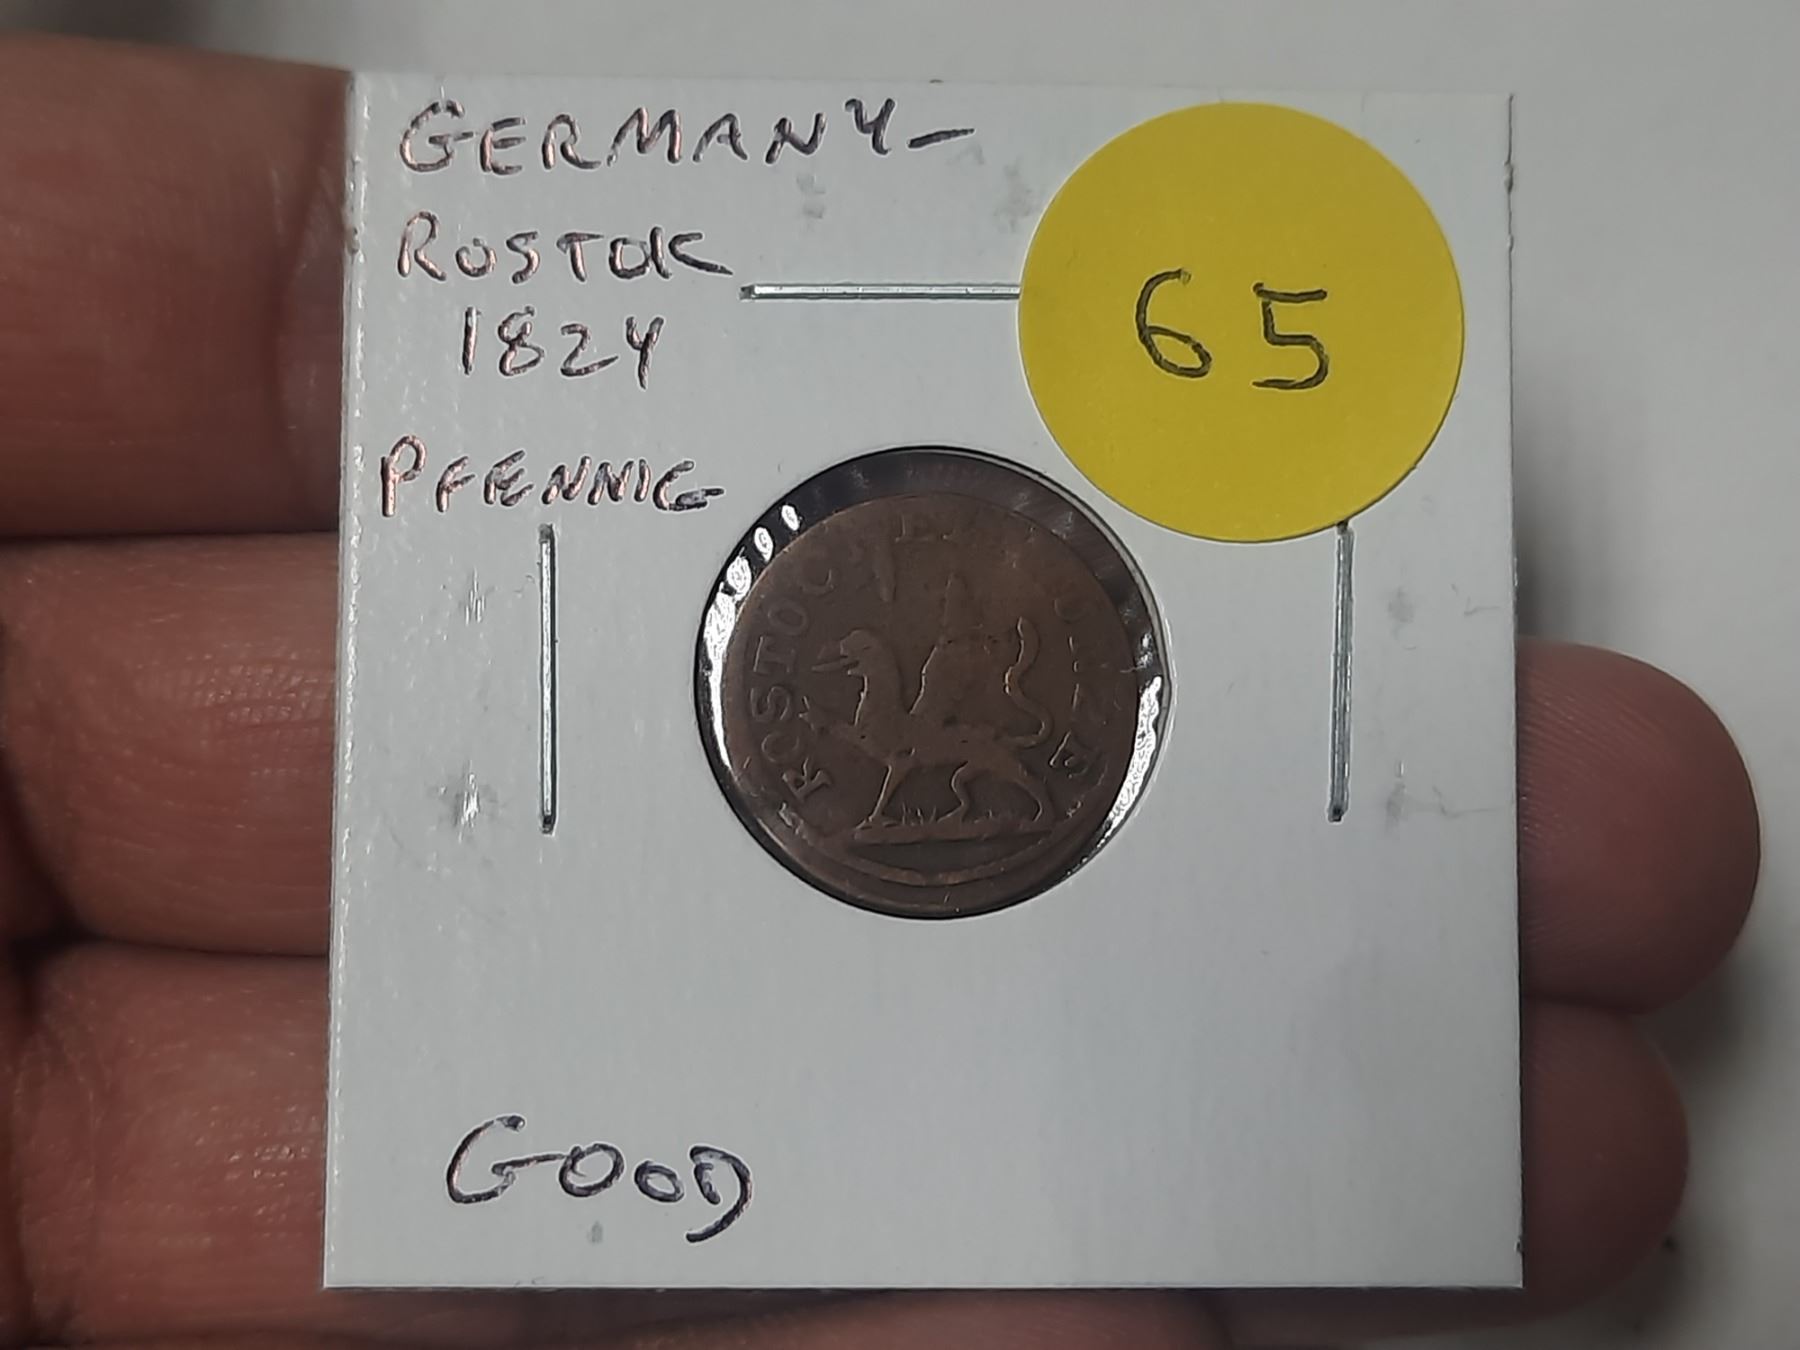 GERMANY-
ROSTOK
1824
PFENNIG
65
ROSTOC
GOOD